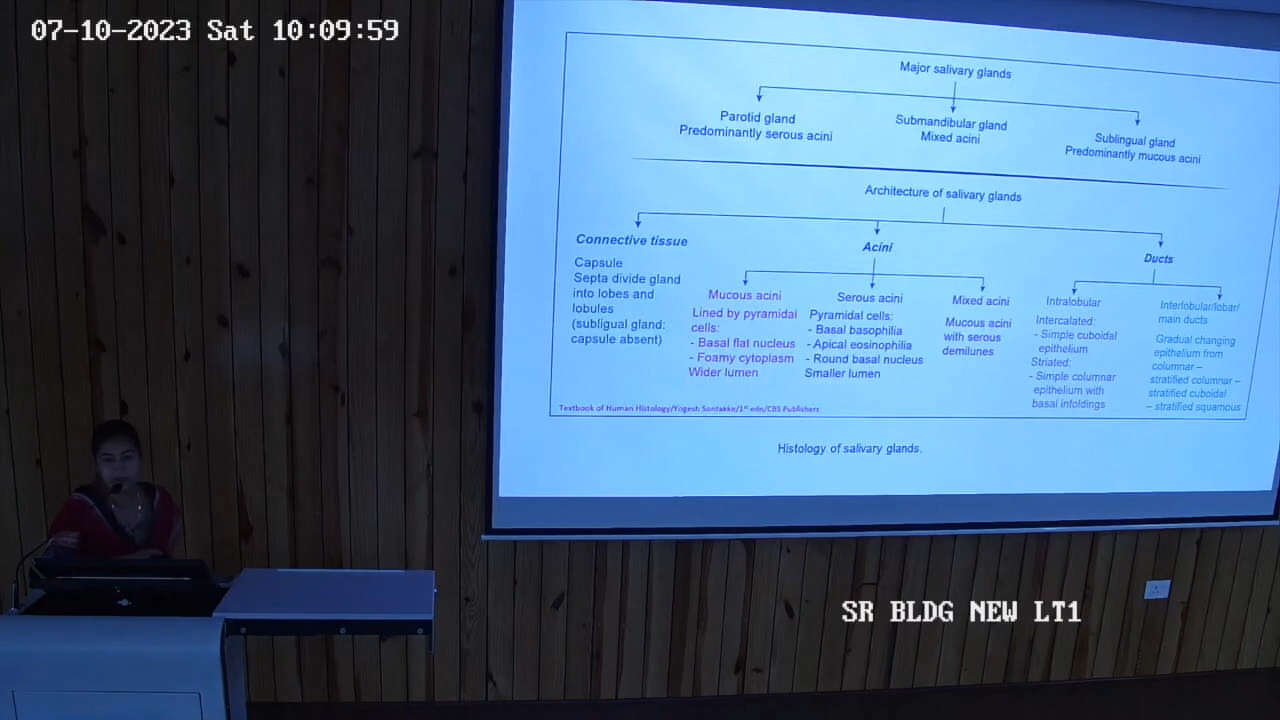 07-10-2023 Sat 10:09:59
Major salivary glands
Parotid gland
Predominantly serous acini
Submandibular gland
Mixed acini
Sublingual gland
Predominantly mucous acini
Architecture of salivary glands
Connective tissue
Capsule
Septa divide gland
into lobes and
lobules
(subligual gland:
capsule absent)
Acini
Mucous acini
Lined by pyramidal
cells:
- Basal flat nucleus
- Foamy cytoplasm
Wider lumen
Serous acini
Pyramidal cells:
- Basal basophilia
- Apical eosinophilia
- Round basal nucleus
Smaller lumen
Mixed acini
Mucous acini
with serous
demilunes
Ducts
Intralobular
Intercalated:
- Simple cuboidal
epithelium
Striated:
- Simple columnar
epithelium with
basal infoldings
Interlobular/lobar/
main ducts
Gradual changing
epithelium from
columnar –
stratified columnar –
stratified cuboidal
– stratified squamous
Textbook of Human Histology/Yogesh Sontakke/1st edn/CBS Publishers
Histology of salivary glands.
SR BLDG NEW LT1